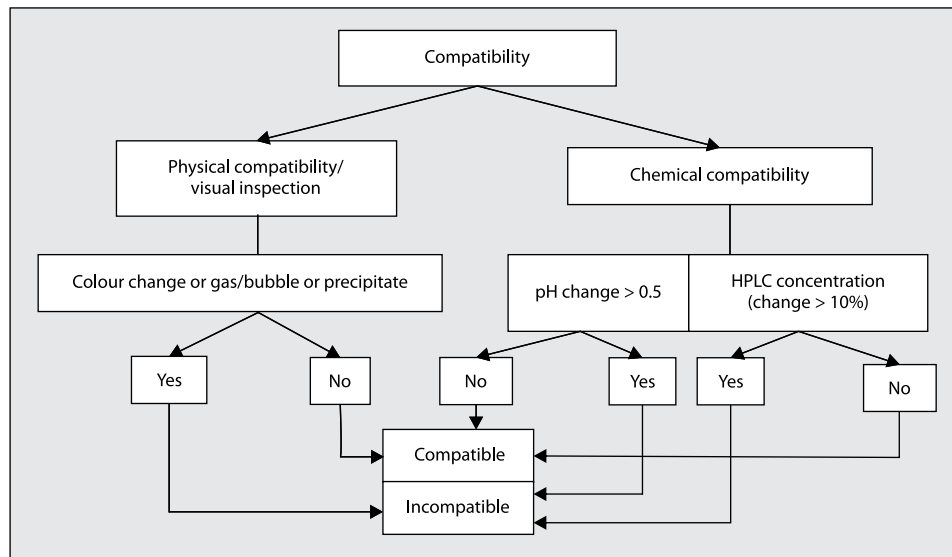 Compatibility
Physical compatibility/
visual inspection
Chemical compatibility
Colour change or gas/bubble or precipitate
pH change > 0.5
HPLC concentration
(change > 10%)
Yes
No
No
Yes
Yes
No
Compatible
Incompatible